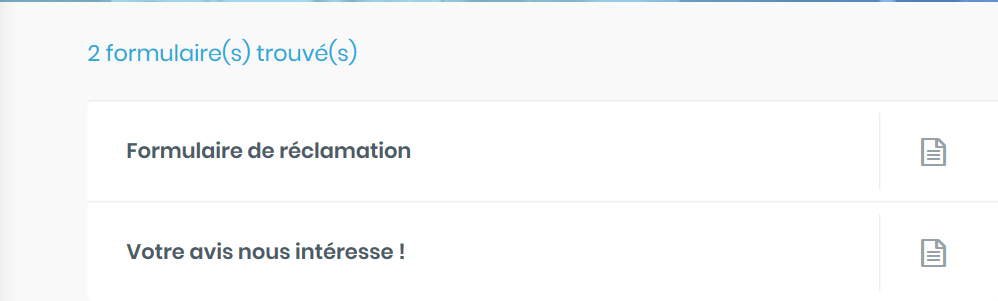 2 formulaire(s) trouvé(s)
Formulaire de réclamation
Votre avis nous intéresse !